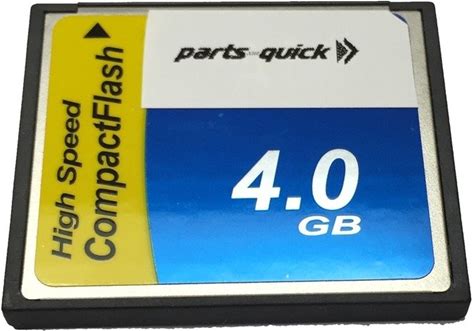 parts-quick
High Speed
CompactFlash
4.0
GB